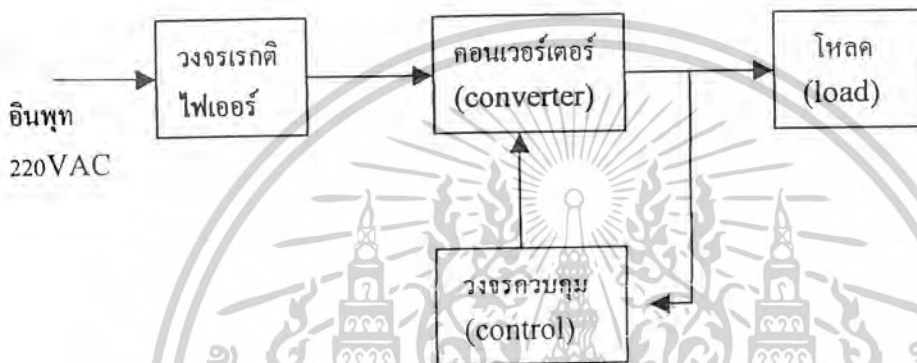 อินพุท
220VAC
วงจรเรกติ
ไฟเออร์
คอนเวอร์เตอร์
(converter)
โหลด
(load)
วงจรควบคุม
(control)